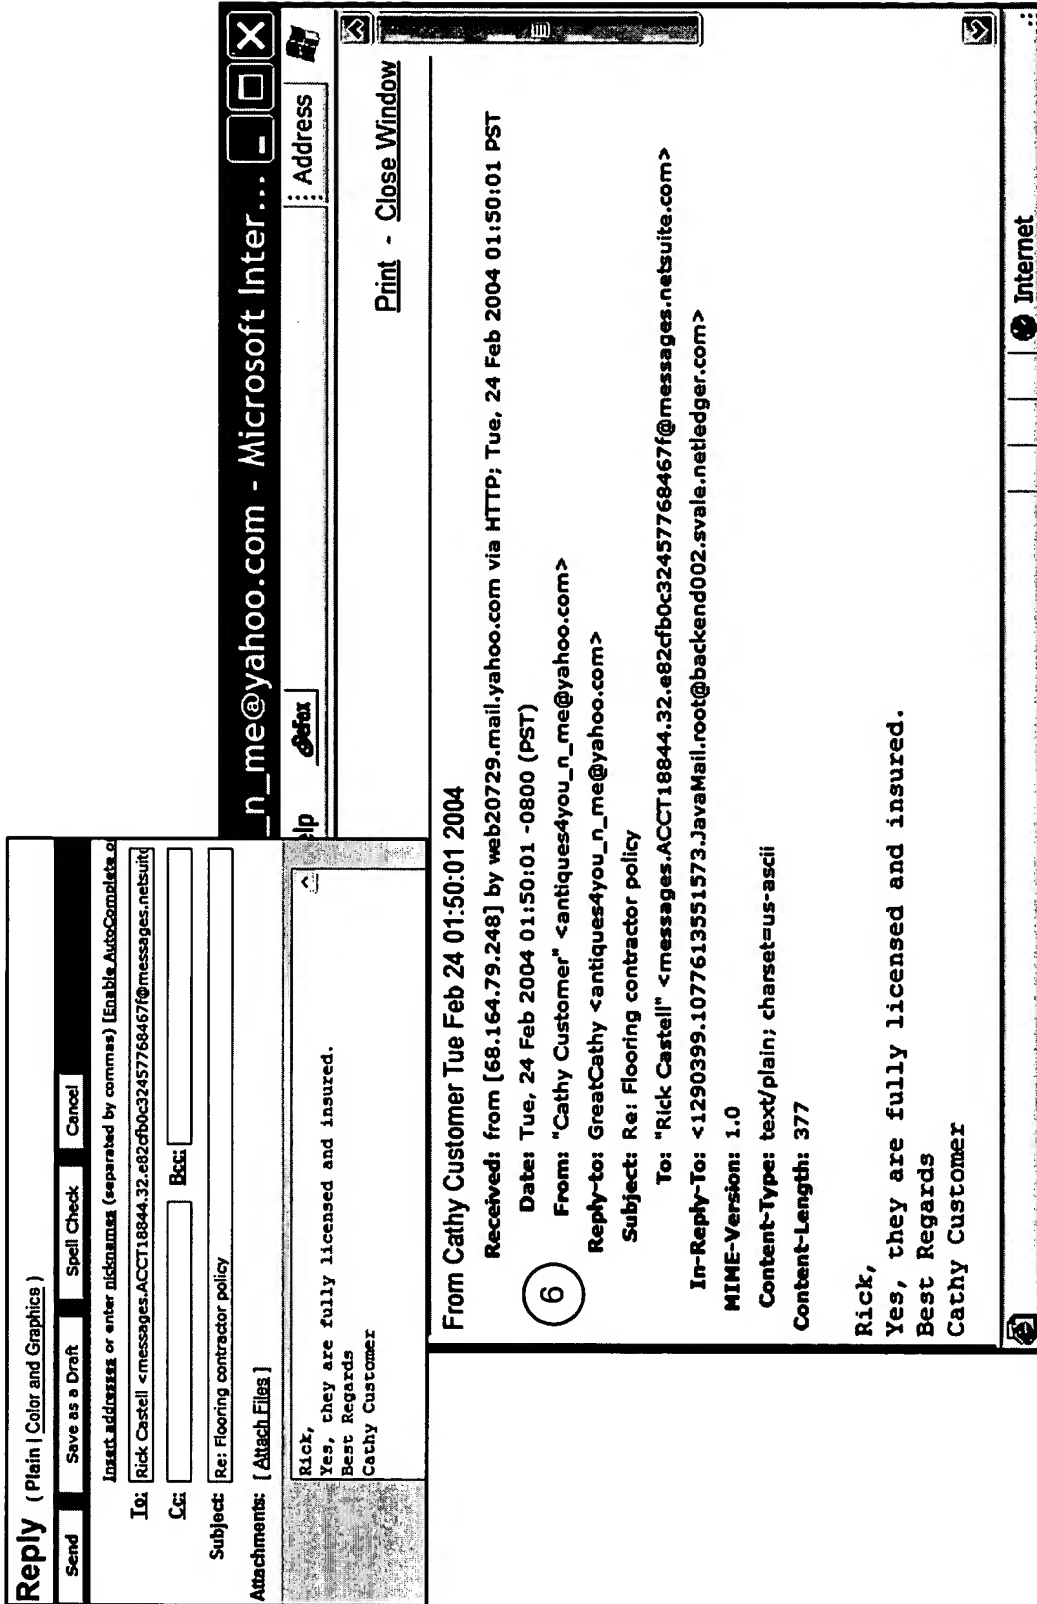 Reply (Plain | Color and Graphics)
Send Save as a Draft Spell Check Cancel
Insert addresses or enter nicknames (separated by commas) [Enable AutoComplete
To: Rick Castell <messages.ACCT18844.32.e82cfb0c32457768467f@messages.netsuite
Cc: Bcc:
Subject: Re: Flooring contractor policy
Attachments: [Attach Files]
Rick,
Yes, they are fully licensed and insured.
Best Regards
Cathy Customer
_n_me@yahoo.com - Microsoft Inter...
lp eFax Address
Print - Close Window
From Cathy Customer Tue Feb 24 01:50:01 2004
Received: from [68.164.79.248] by web20729.mail.yahoo.com via HTTP; Tue, 24 Feb 2004 01:50:01 PST
Date: Tue, 24 Feb 2004 01:50:01 -0800 (PST)
6
From: "Cathy Customer" <antiques4you_n_me@yahoo.com>
Reply-to: GreatCathy <antiques4you_n_me@yahoo.com>
Subject: Re: Flooring contractor policy
To: "Rick Castell" <messages.ACCT18844.32.e82cfb0c32457768467f@messages.netsuite.com>
In-Reply-To: <1290399.1077613551573.JavaMail.root@backend002.svale.netledger.com>
MIME-Version: 1.0
Content-Type: text/plain; charset=us-ascii
Content-Length: 377
Rick,
Yes, they are fully licensed and insured.
Best Regards
Cathy Customer
Internet